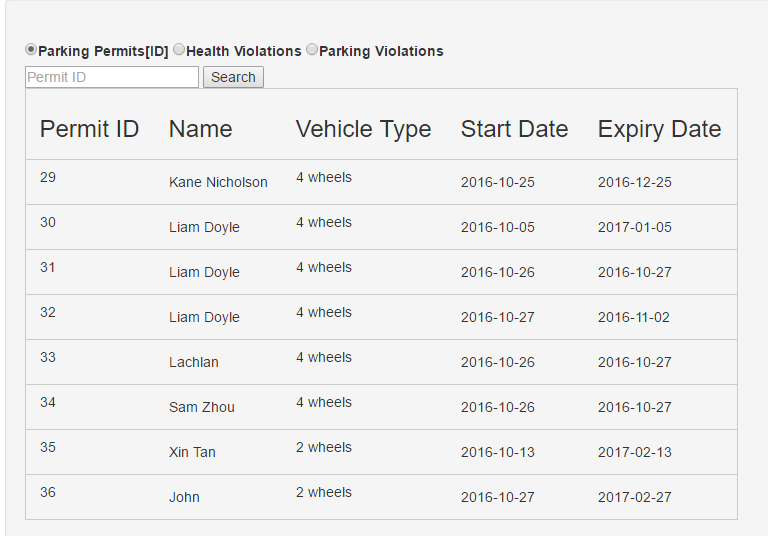 Parking Permits[ID] Health Violations Parking Violations
Permit ID Search
Permit ID Name Vehicle Type Start Date Expiry Date
29 Kane Nicholson 4 wheels 2016-10-25 2016-12-25
30 Liam Doyle 4 wheels 2016-10-05 2017-01-05
31 Liam Doyle 4 wheels 2016-10-26 2016-10-27
32 Liam Doyle 4 wheels 2016-10-27 2016-11-02
33 Lachlan 4 wheels 2016-10-26 2016-10-27
34 Sam Zhou 4 wheels 2016-10-26 2016-10-27
35 Xin Tan 2 wheels 2016-10-13 2017-02-13
36 John 2 wheels 2016-10-27 2017-02-27